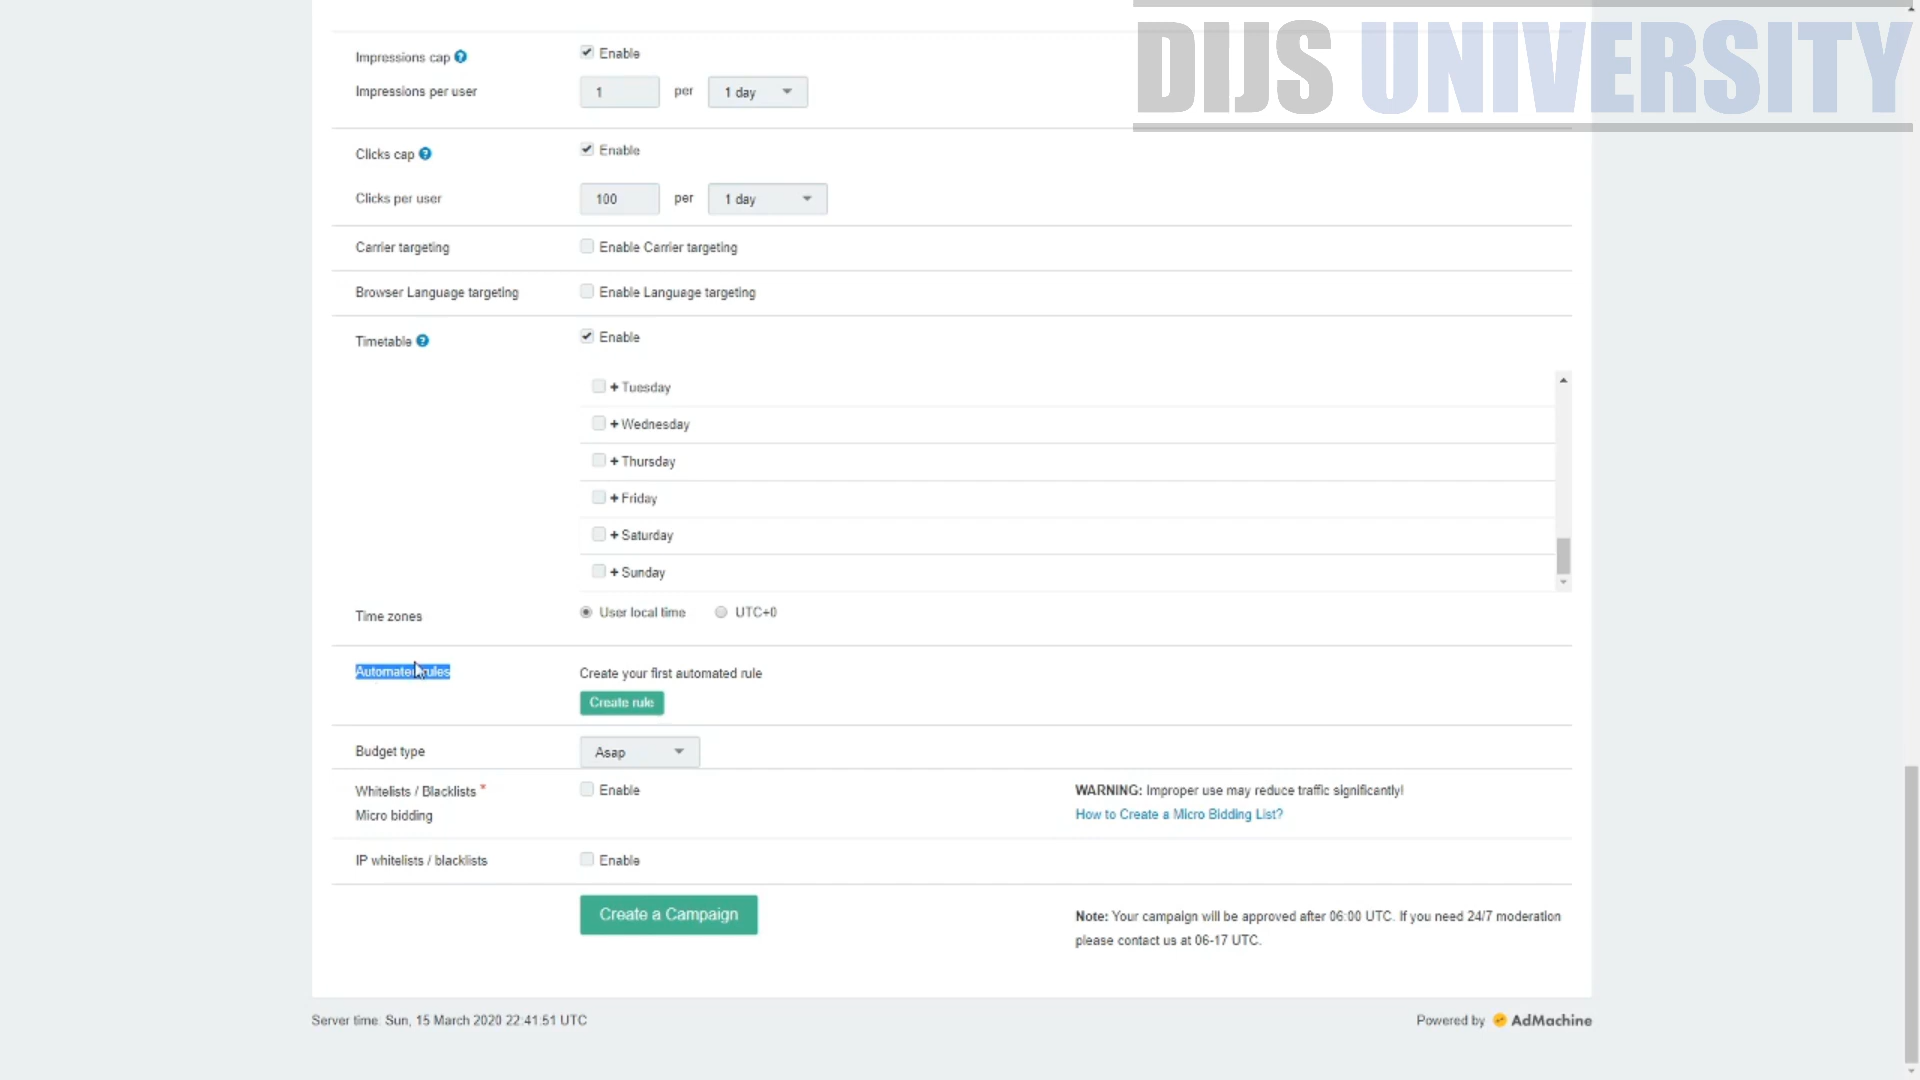 DIJS UNIVERSITY
Impressions cap ? Enable
Impressions per user 1 per 1 day
Clicks cap ? Enable
Clicks per user 100 per 1 day
Carrier targeting Enable Carrier targeting
Browser Language targeting Enable Language targeting
Timetable ? Enable
+ Tuesday
+ Wednesday
+ Thursday
+ Friday
+ Saturday
+ Sunday
Time zones User local time UTC+0
Automated rules Create your first automated rule
Create rule
Budget type Asap
Whitelists / Blacklists * Enable WARNING: Improper use may reduce traffic significantly!
Micro bidding How to Create a Micro Bidding List?
IP whitelists / blacklists Enable
Create a Campaign Note: Your campaign will be approved after 06:00 UTC. If you need 24/7 moderation
please contact us at 06-17 UTC.
Server time: Sun, 15 March 2020 22:41:51 UTC Powered by AdMachine